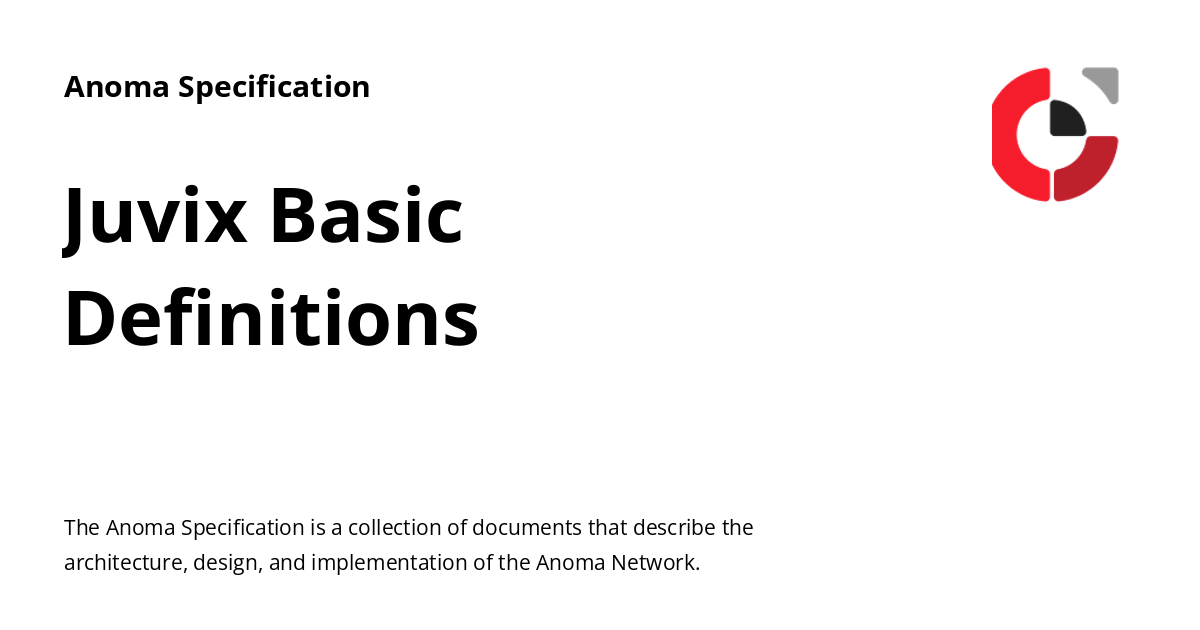 Anoma Specification
Juvix Basic
Definitions
The Anoma Specification is a collection of documents that describe the
architecture, design, and implementation of the Anoma Network.